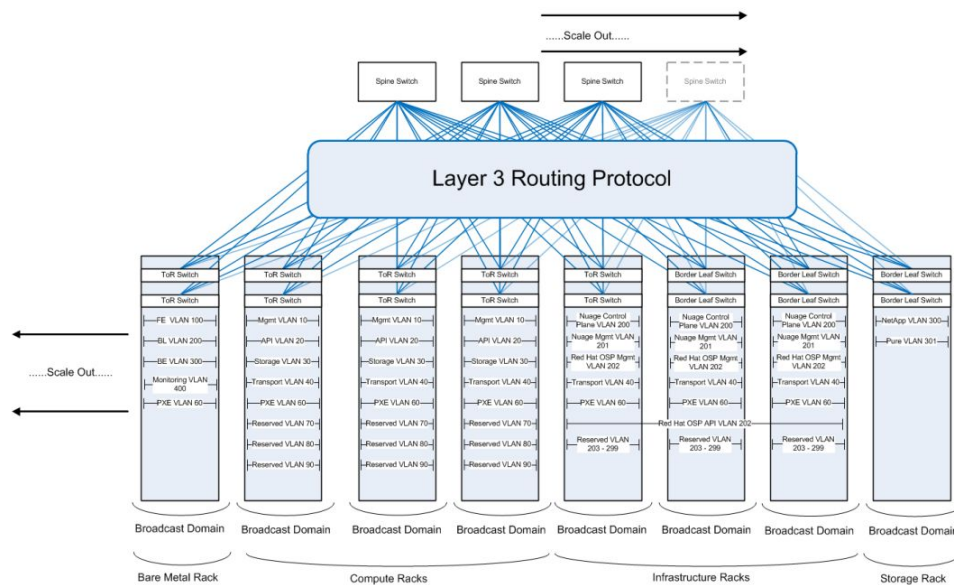 ......Scale Out......
Spine Switch
Spine Switch
Spine Switch
Spine Switch
Layer 3 Routing Protocol
ToR Switch
ToR Switch
FE VLAN 100
BL VLAN 200
BE VLAN 300
Monitoring VLAN
400
PXE VLAN 60
ToR Switch
ToR Switch
Mgmt VLAN 10
API VLAN 20
Storage VLAN 30
Transport VLAN 40
PXE VLAN 60
Reserved VLAN 70
Reserved VLAN 80
Reserved VLAN 90
ToR Switch
ToR Switch
Mgmt VLAN 10
API VLAN 20
Storage VLAN 30
Transport VLAN 40
PXE VLAN 60
Reserved VLAN 70
Reserved VLAN 80
Reserved VLAN 90
ToR Switch
ToR Switch
Mgmt VLAN 10
API VLAN 20
Storage VLAN 30
Transport VLAN 40
PXE VLAN 60
Reserved VLAN 70
Reserved VLAN 80
Reserved VLAN 90
ToR Switch
ToR Switch
Nuage Control
Plane VLAN 200
Nuage Mgmt VLAN
201
Red Hat OSP Mgmt
VLAN 202
Transport VLAN 40
PXE VLAN 60
Reserved VLAN
203 - 299
Border Leaf Switch
Border Leaf Switch
Nuage Control
Plane VLAN 200
Nuage Mgmt VLAN
201
Red Hat OSP Mgmt
VLAN 202
Transport VLAN 40
PXE VLAN 60
Red Hat OSP API VLAN 202
Reserved VLAN
203 - 299
Border Leaf Switch
Border Leaf Switch
Nuage Control
Plane VLAN 200
Nuage Mgmt VLAN
201
Red Hat OSP Mgmt
VLAN 202
Transport VLAN 40
PXE VLAN 60
Reserved VLAN
203 - 299
Border Leaf Switch
Border Leaf Switch
NetApp VLAN 300
Pure VLAN 301
......Scale Out......
Broadcast Domain
Broadcast Domain
Broadcast Domain
Broadcast Domain
Broadcast Domain
Broadcast Domain
Broadcast Domain
Broadcast Domain
Bare Metal Rack
Compute Racks
Infrastructure Racks
Storage Rack